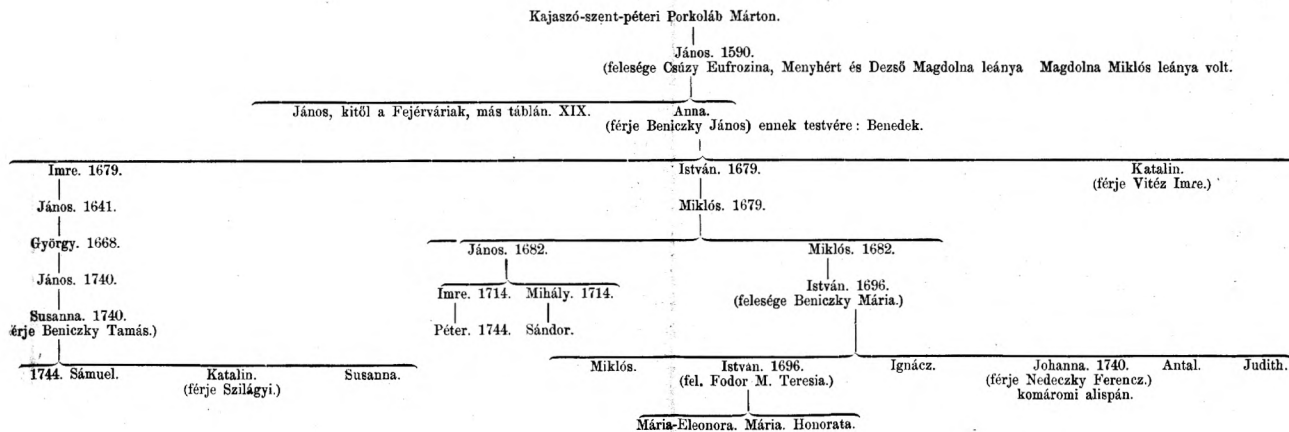 Kajaszó-szent-péteri Porkoláb Márton.
János. 1590.
(felesége Csúzy Eufrozina, Menyhért és Dezső Magdolna leánya Magdolna Miklós leánya volt.
János, kitől a Fejérváriak, más táblán. XIX. Anna.
(férje Beniczky János) ennek testvére: Benedek.
Imre. 1679. István. 1679. Katalin.
(férje Vitéz Imre.)
János. 1641. Miklós. 1679.
György. 1668. János. 1682. Miklós. 1682.
János. 1740. Imre. 1714. Mihály. 1714. István. 1696.
(felesége Beniczky Mária.)
Susanna. 1740. Péter. 1744. Sándor.
érje Beniczky Tamás.)
1744. Sámuel. Katalin. Susanna. Miklós. István. 1696. Ignácz. Johanna. 1740. Antal. Judith.
(férje Szilágyi.) (fel. Fodor M. Teresia.) (férje Nedeczky Ferencz.)
komáromi alispán.
Mária-Eleonora. Mária. Honorata.